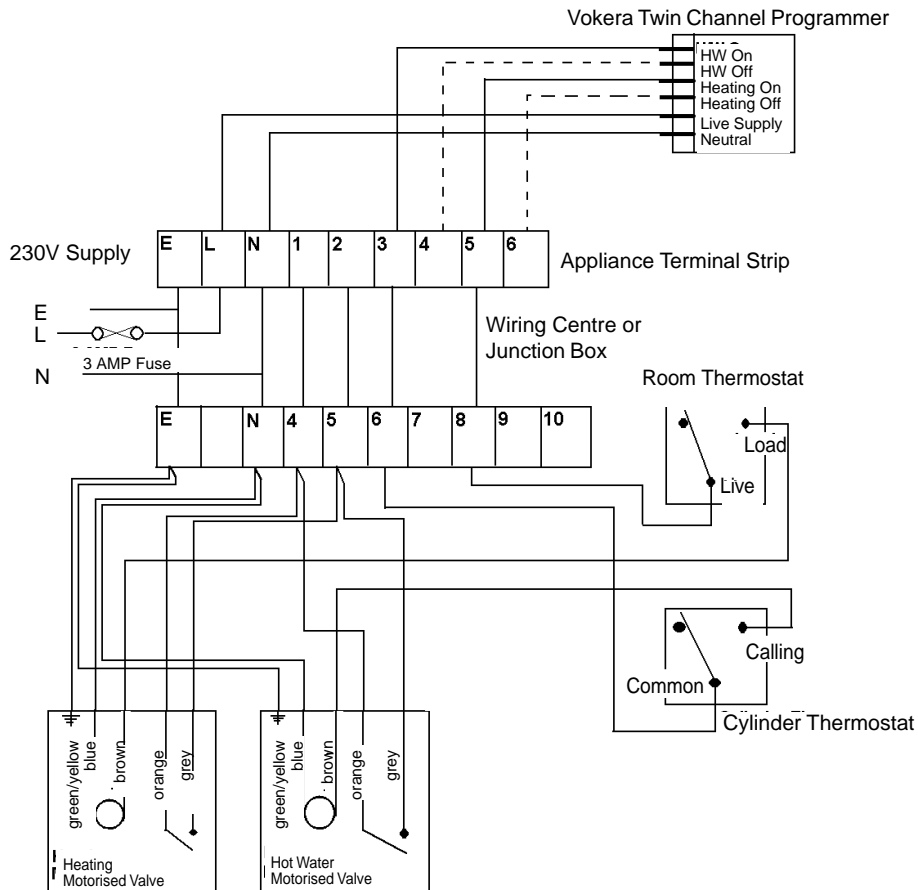 Vokera Twin Channel Programmer
HW On
HW Off
Heating On
Heating Off
Live Supply
Neutral
230V Supply
E L N 1 2 3 4 5 6
Appliance Terminal Strip
E
L
3 AMP Fuse
N
Wiring Centre or
Junction Box
E N 4 5 6 7 8 9 10
Room Thermostat
Load
Live
Calling
Common
Cylinder Thermostat
green/yellow
blue
brown
orange
grey
Heating
Motorised Valve
green/yellow
blue
brown
orange
grey
Hot Water
Motorised Valve